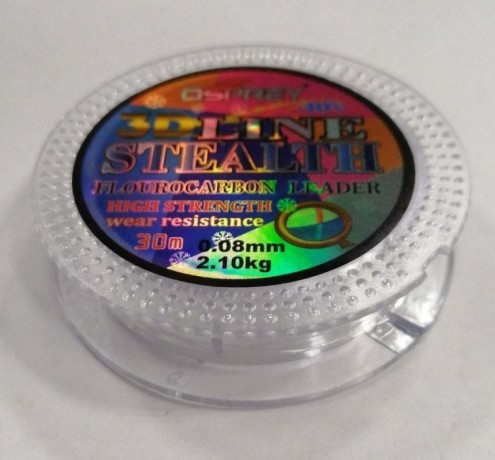 OSPREY
3D LINE
STEALTH
FLOUROCARBON LEADER
HIGH STRENGTH
wear resistance
30m
0.08mm
2.10kg